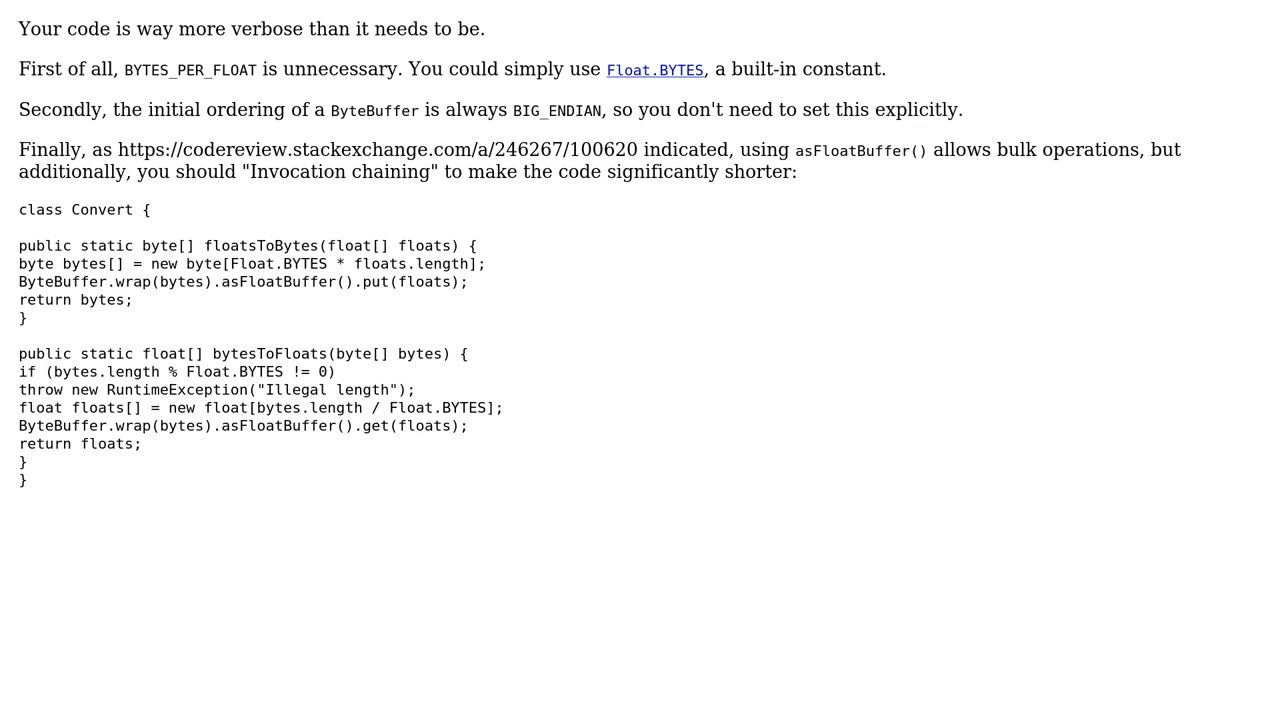 Your code is way more verbose than it needs to be.
First of all, BYTES_PER_FLOAT is unnecessary. You could simply use Float.BYTES, a built-in constant.
Secondly, the initial ordering of a ByteBuffer is always BIG_ENDIAN, so you don't need to set this explicitly.
Finally, as https://codereview.stackexchange.com/a/246267/100620 indicated, using asFloatBuffer() allows bulk operations, but
additionally, you should "Invocation chaining" to make the code significantly shorter:
class Convert {
public static byte[] floatsToBytes(float[] floats) {
byte bytes[] = new byte[Float.BYTES * floats.length];
ByteBuffer.wrap(bytes).asFloatBuffer().put(floats);
return bytes;
}
public static float[] bytesToFloats(byte[] bytes) {
if (bytes.length % Float.BYTES != 0)
throw new RuntimeException("Illegal length");
float floats[] = new float[bytes.length / Float.BYTES];
ByteBuffer.wrap(bytes).asFloatBuffer().get(floats);
return floats;
}
}